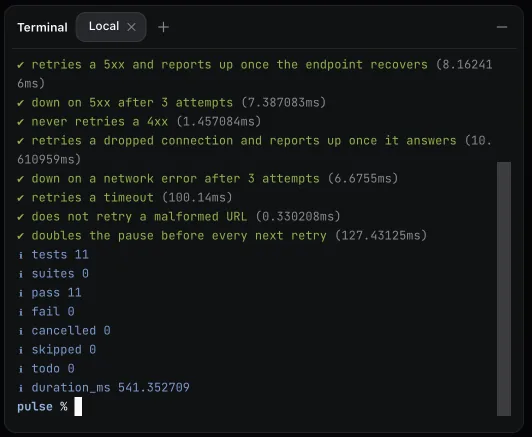 Terminal Local × +
✔ retries a 5xx and reports up once the endpoint recovers (8.16241
6ms)
✔ down on 5xx after 3 attempts (7.387083ms)
✔ never retries a 4xx (1.457084ms)
✔ retries a dropped connection and reports up once it answers (10.
610959ms)
✔ down on a network error after 3 attempts (6.6755ms)
✔ retries a timeout (100.14ms)
✔ does not retry a malformed URL (0.330208ms)
✔ doubles the pause before every next retry (127.43125ms)
ℹ tests 11
ℹ suites 0
ℹ pass 11
ℹ fail 0
ℹ cancelled 0
ℹ skipped 0
ℹ todo 0
ℹ duration_ms 541.352709
pulse %